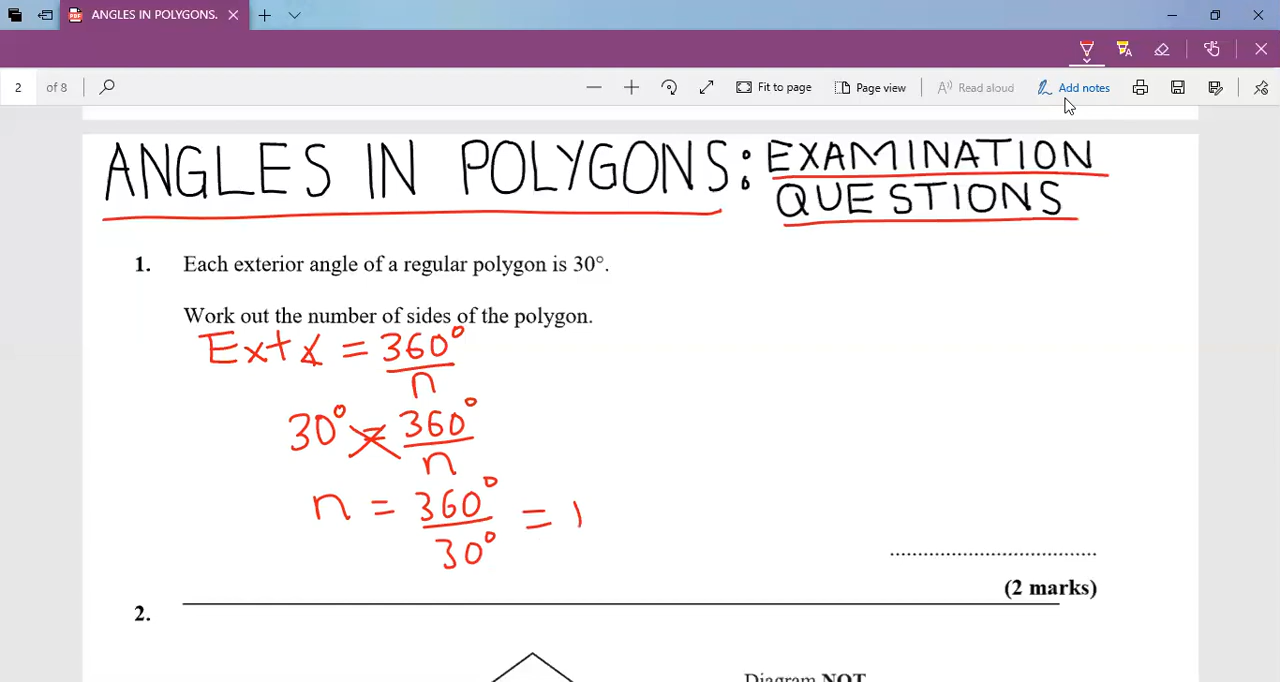 ANGLES IN POLYGONS.
2 of 8
Fit to page
Page view
Read aloud
Add notes
ANGLES IN POLYGONS: EXAMINATION
QUESTIONS
1. Each exterior angle of a regular polygon is 30°.
Work out the number of sides of the polygon.
Ext ∡ = 360°/n
30° = 360°/n
n = 360°/30° = 1
.....................................
(2 marks)
2.
Diagram NOT